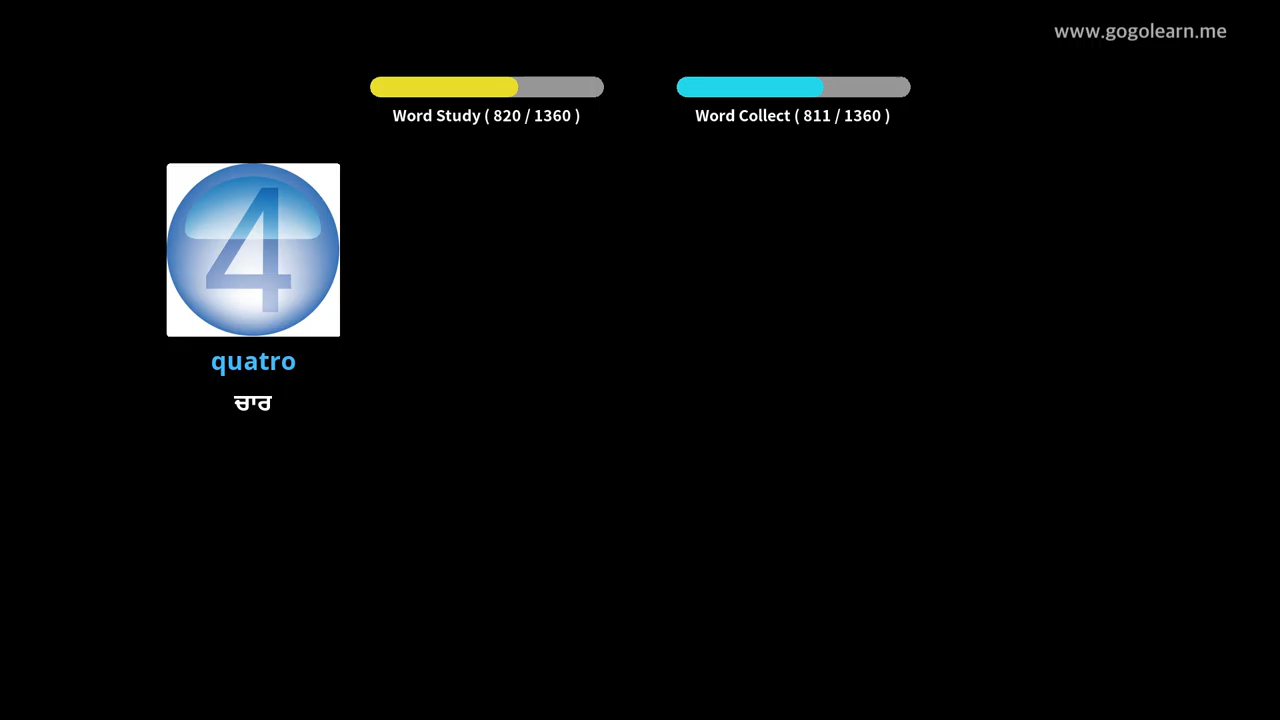 www.gogolearn.me
Word Study ( 820 / 1360 )
Word Collect ( 811 / 1360 )
4
quatro
ਚਾਰ